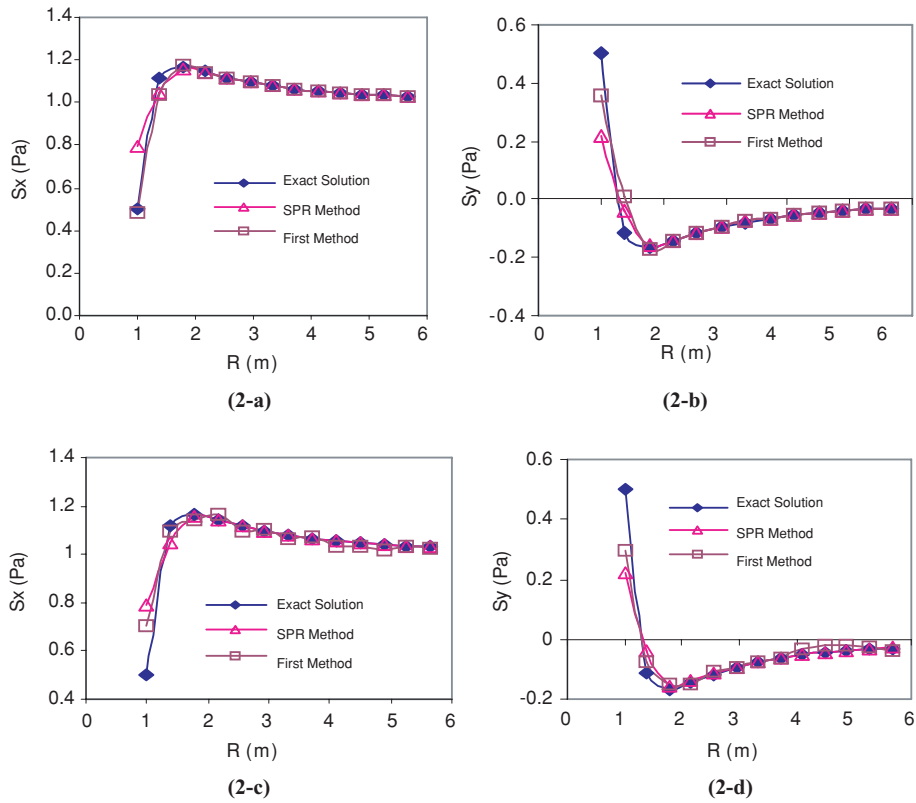 1.4
1.2
1.0
0.8
0.6
0.4
0.2
0.0
Sx (Pa)
0 1 2 3 4 5 6
R (m)
Exact Solution
SPR Method
First Method
(2-a)
0.6
0.4
0.2
0.0
-0.2
-0.4
Sy (Pa)
0 1 2 3 4 5 6
R (m)
Exact Solution
SPR Method
First Method
(2-b)
1.4
1.2
1
0.8
0.6
0.4
Sx (Pa)
0 1 2 3 4 5 6
R (m)
Exact Solution
SPR Method
First Method
(2-c)
0.6
0.4
0.2
0
-0.2
Sy (Pa)
0 1 2 3 4 5 6
R (m)
Exact Solution
SPR Method
First Method
(2-d)